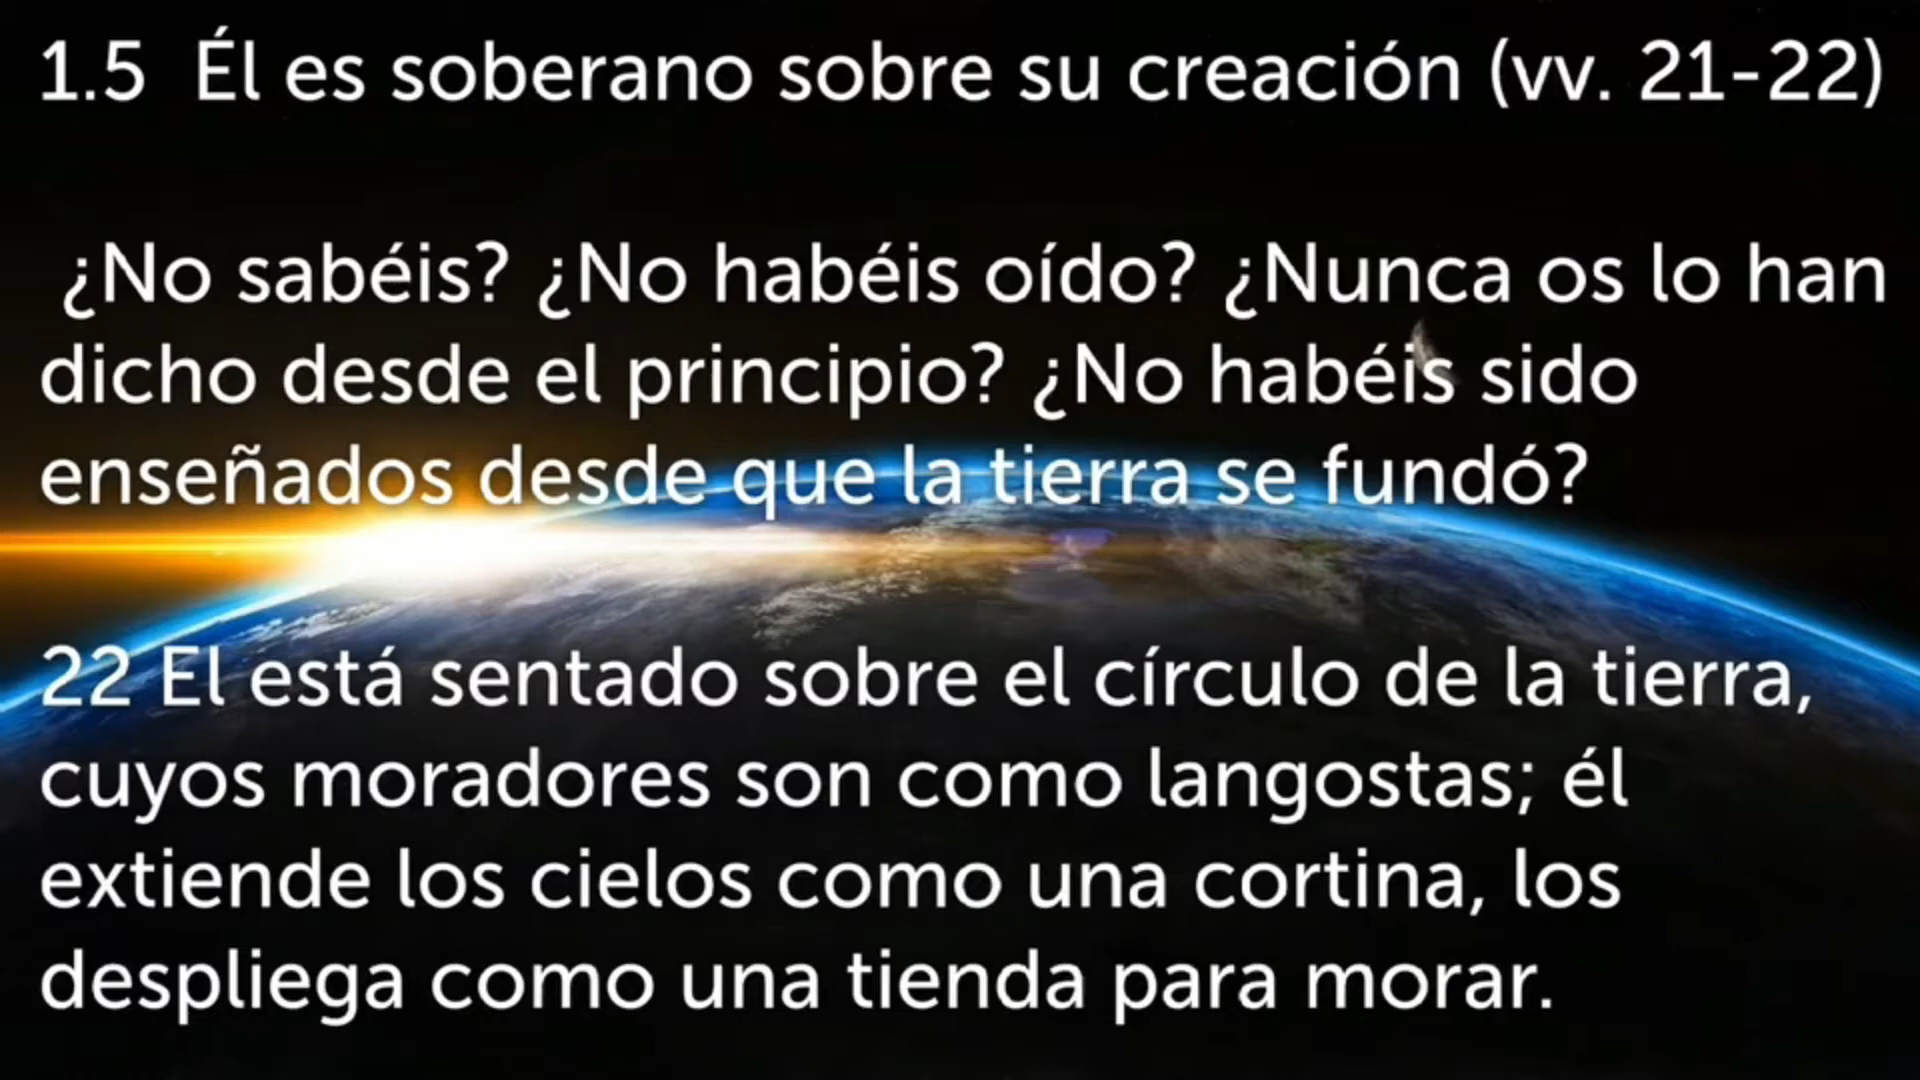 1.5 Él es soberano sobre su creación (vv. 21-22)
¿No sabéis? ¿No habéis oído? ¿Nunca os lo han
dicho desde el principio? ¿No habéis sido
enseñados desde que la tierra se fundó?
22 El está sentado sobre el círculo de la tierra,
cuyos moradores son como langostas; él
extiende los cielos como una cortina, los
despliega como una tienda para morar.